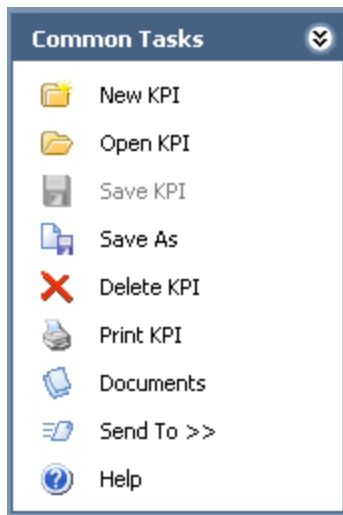 Common Tasks
New KPI
Open KPI
Save KPI
Save As
Delete KPI
Print KPI
Documents
Send To >>
Help